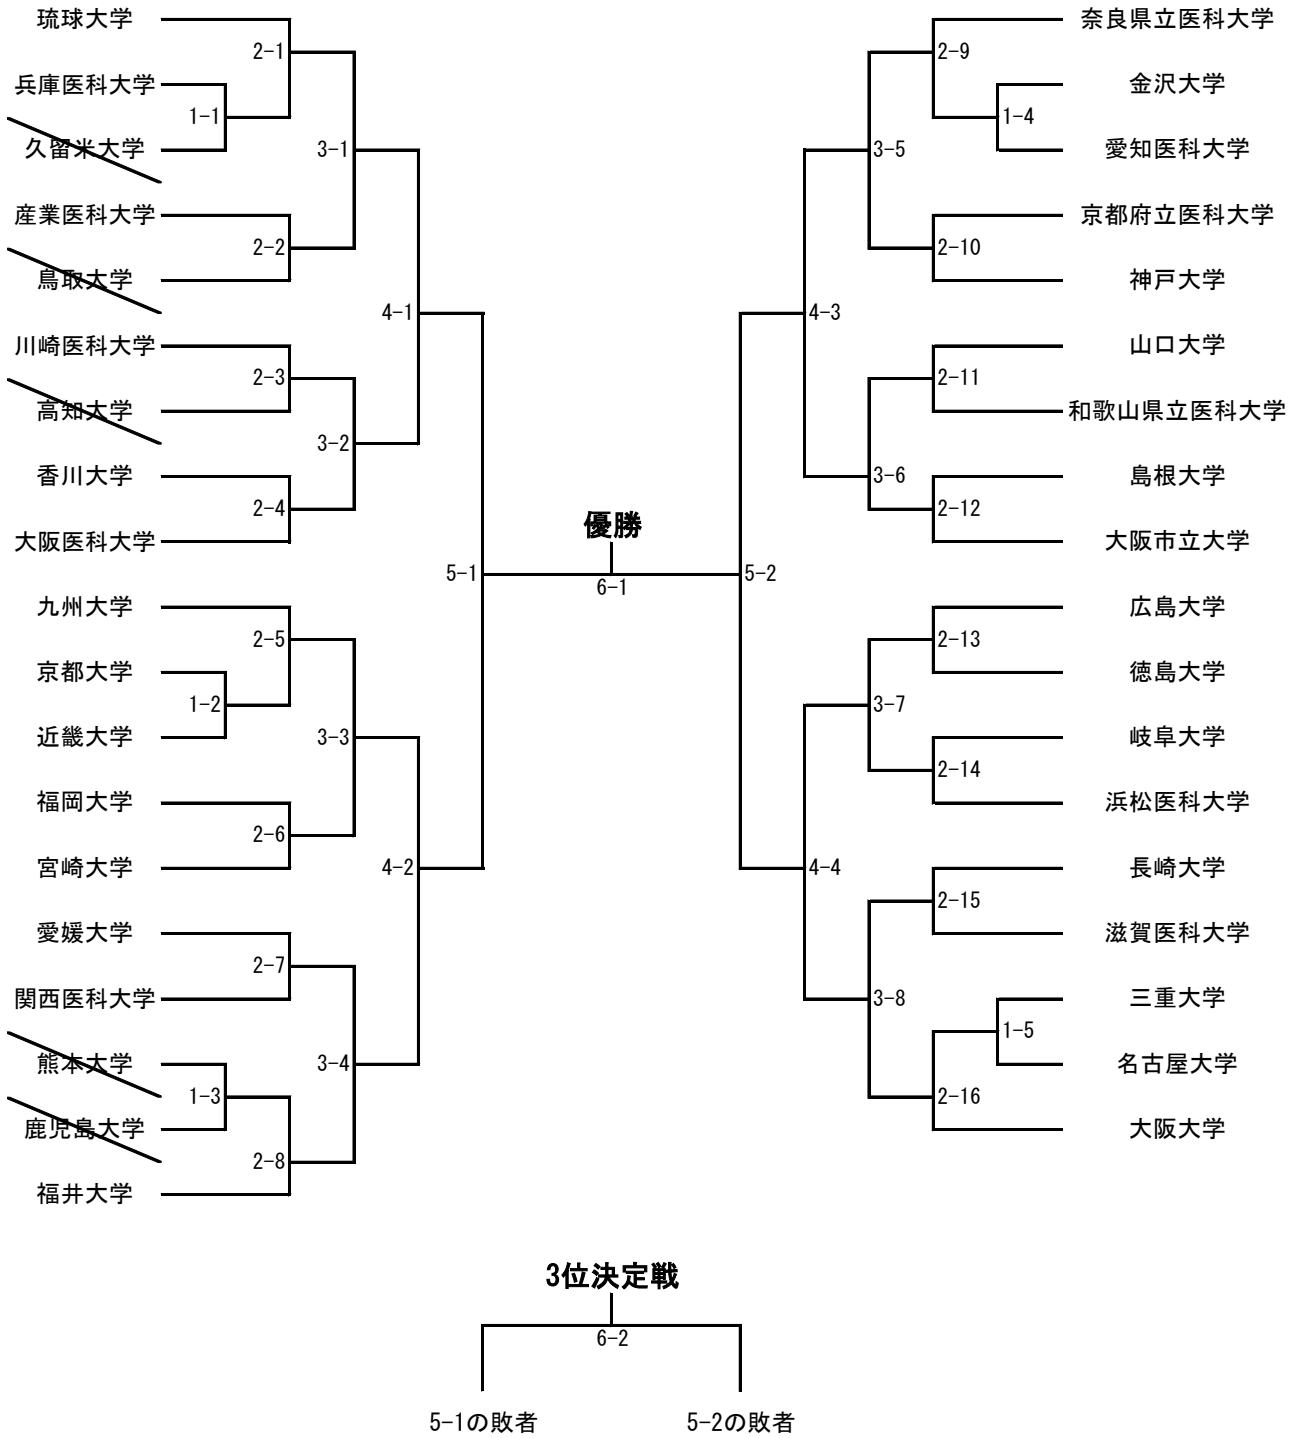 琉球大学
2-1
兵庫医科大学
1-1
久留米大学
3-1
産業医科大学
2-2
鳥取大学
4-1
川崎医科大学
2-3
高知大学
3-2
香川大学
2-4
大阪医科大学
5-1
九州大学
2-5
京都大学
1-2
近畿大学
3-3
福岡大学
2-6
宮崎大学
4-2
愛媛大学
2-7
関西医科大学
熊本大学
3-4
1-3
鹿児島大学
2-8
福井大学
優勝
6-1
奈良県立医科大学
2-9
金沢大学
1-4
愛知医科大学
3-5
京都府立医科大学
2-10
神戸大学
4-3
山口大学
2-11
和歌山県立医科大学
島根大学
3-6
2-12
大阪市立大学
5-2
広島大学
2-13
徳島大学
3-7
岐阜大学
2-14
浜松医科大学
長崎大学
4-4
2-15
滋賀医科大学
三重大学
3-8
1-5
名古屋大学
2-16
大阪大学
3位決定戦
6-2
5-1の敗者
5-2の敗者